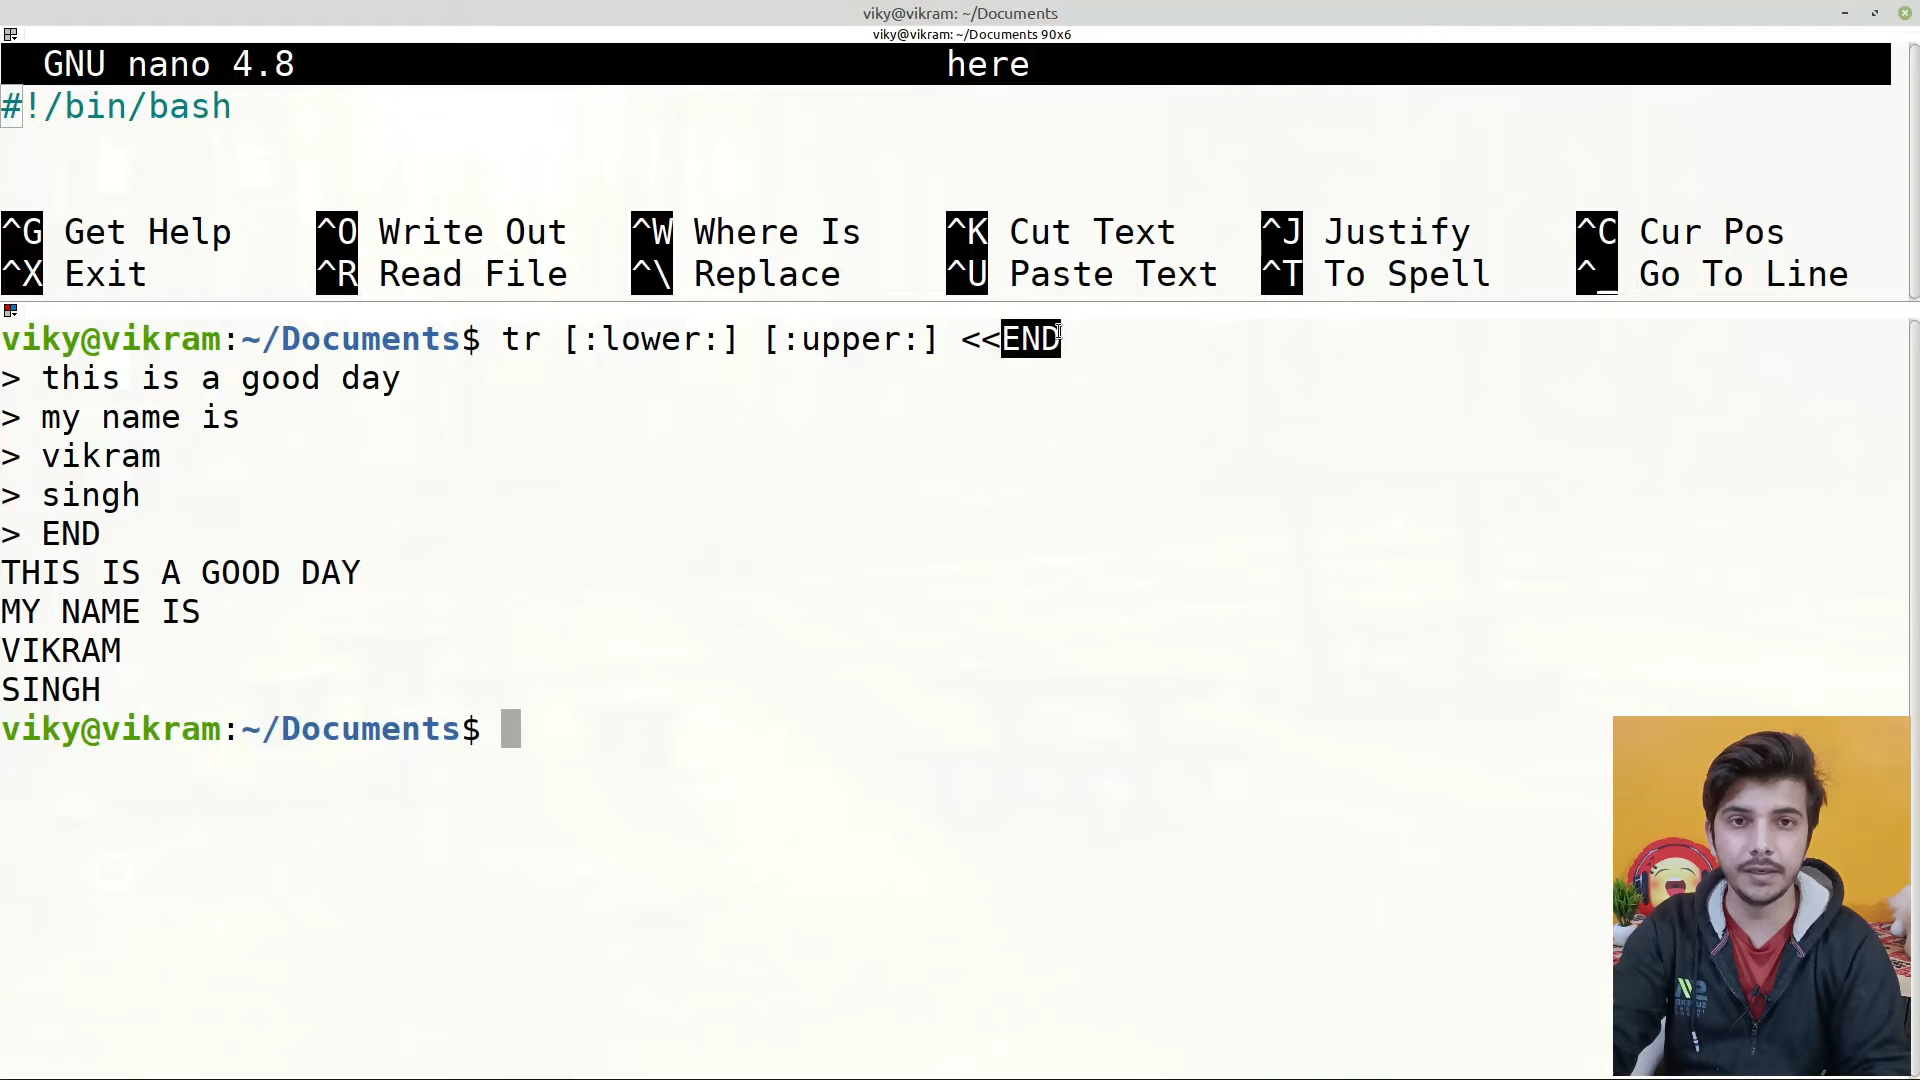 viky@vikram: ~/Documents
viky@vikram: ~/Documents 90x6
GNU nano 4.8 here
#!/bin/bash
^G Get Help ^O Write Out ^W Where Is ^K Cut Text ^J Justify ^C Cur Pos
^X Exit ^R Read File ^\ Replace ^U Paste Text ^T To Spell ^_ Go To Line
viky@vikram:~/Documents$ tr [:lower:] [:upper:] <<END
> this is a good day
> my name is
> vikram
> singh
> END
THIS IS A GOOD DAY
MY NAME IS
VIKRAM
SINGH
viky@vikram:~/Documents$